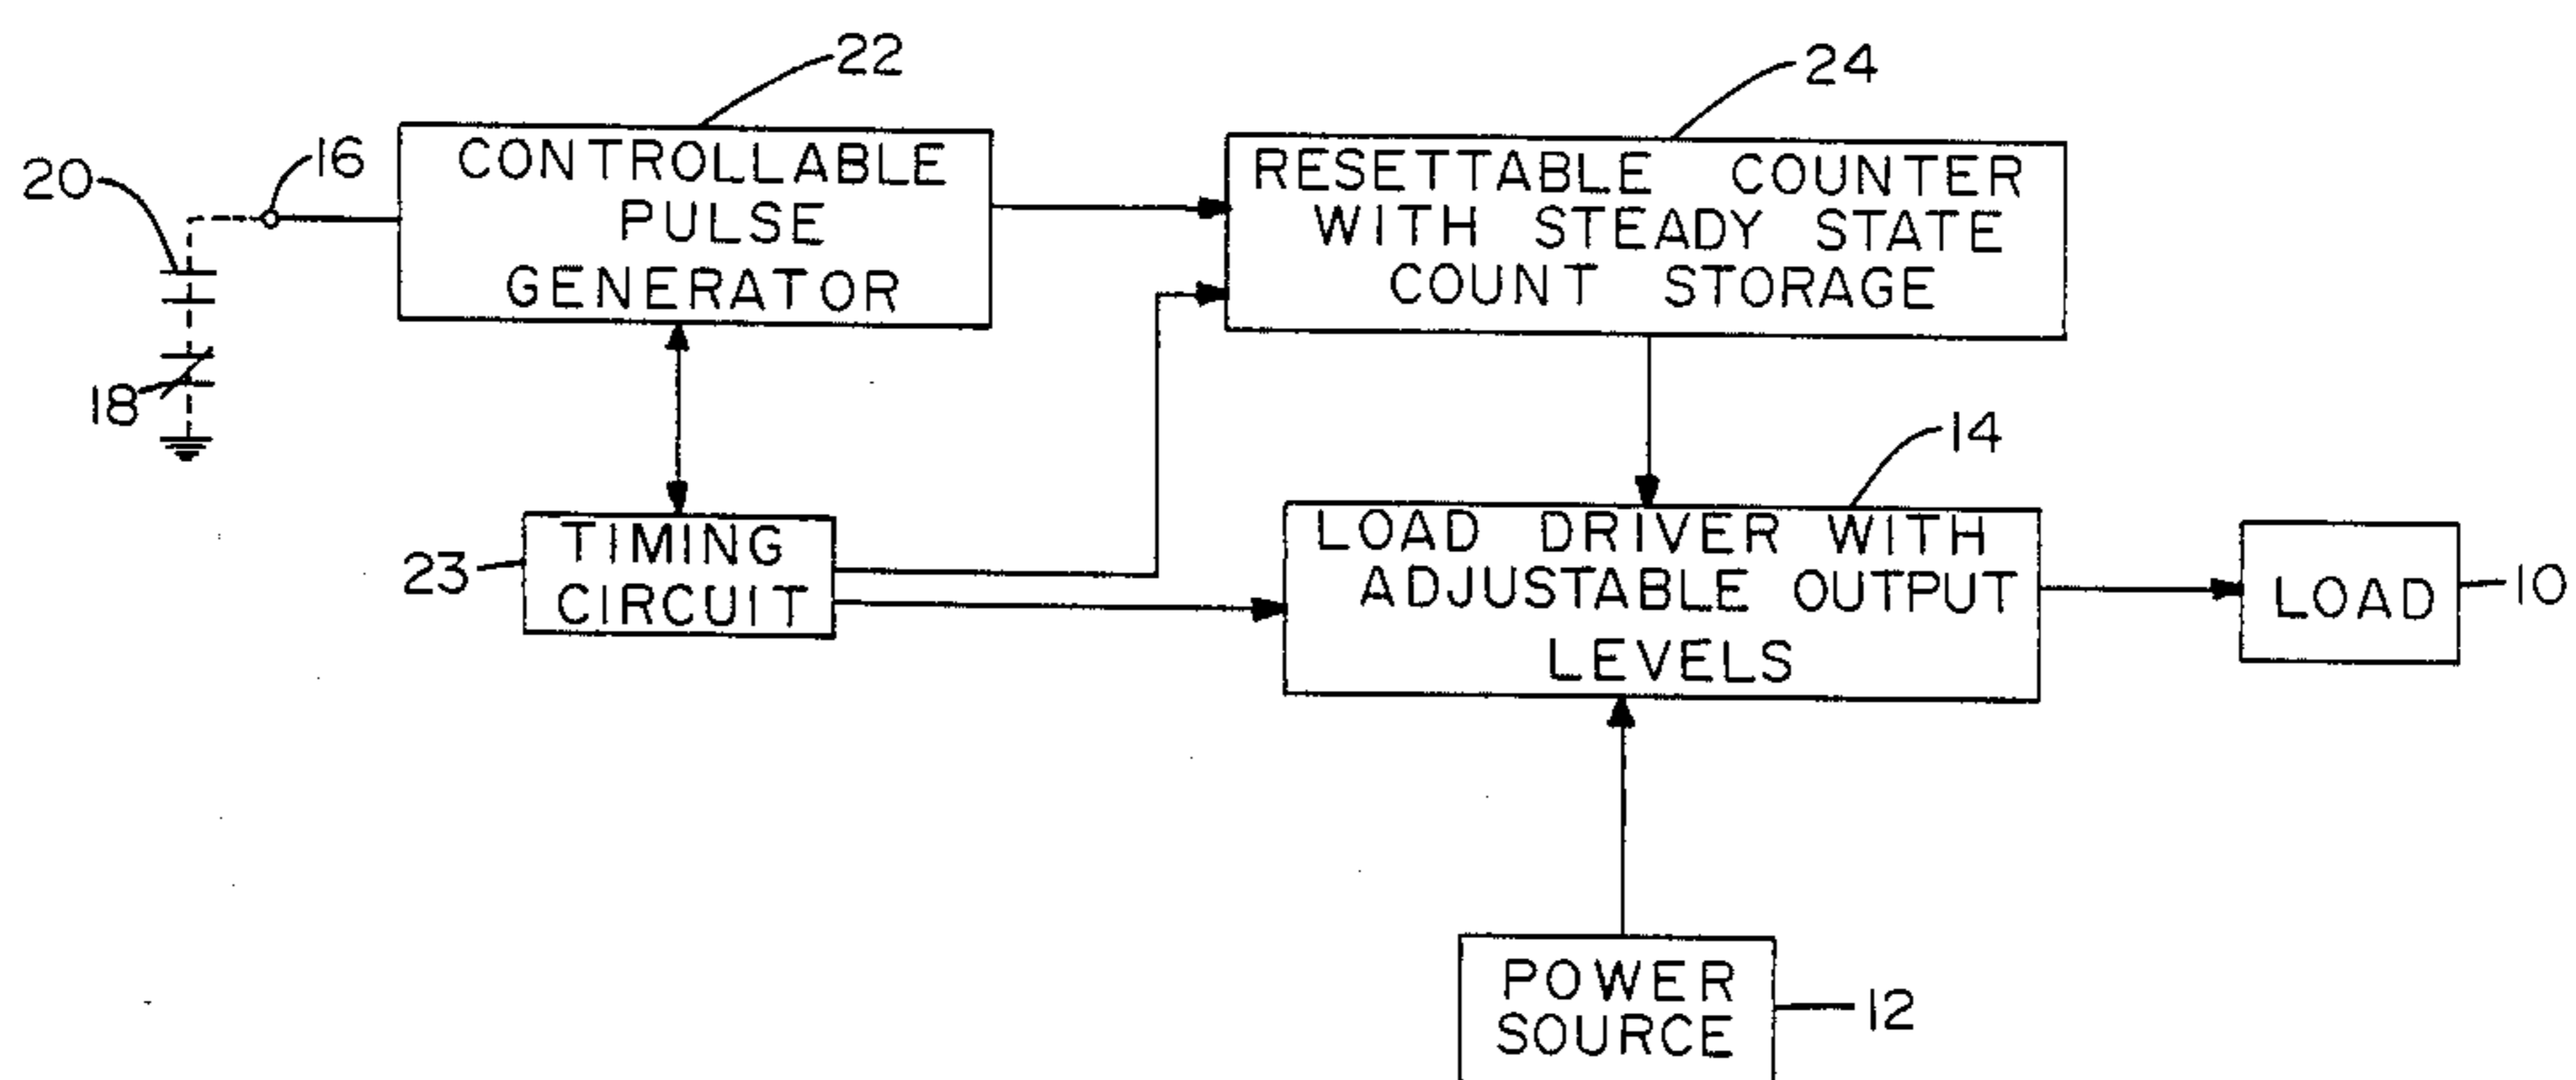 22
24
20
16
CONTROLLABLE
PULSE
GENERATOR
RESETTABLE COUNTER
WITH STEADY STATE
COUNT STORAGE
18
14
23
TIMING
CIRCUIT
LOAD DRIVER WITH
ADJUSTABLE OUTPUT
LEVELS
LOAD
10
POWER
SOURCE
12